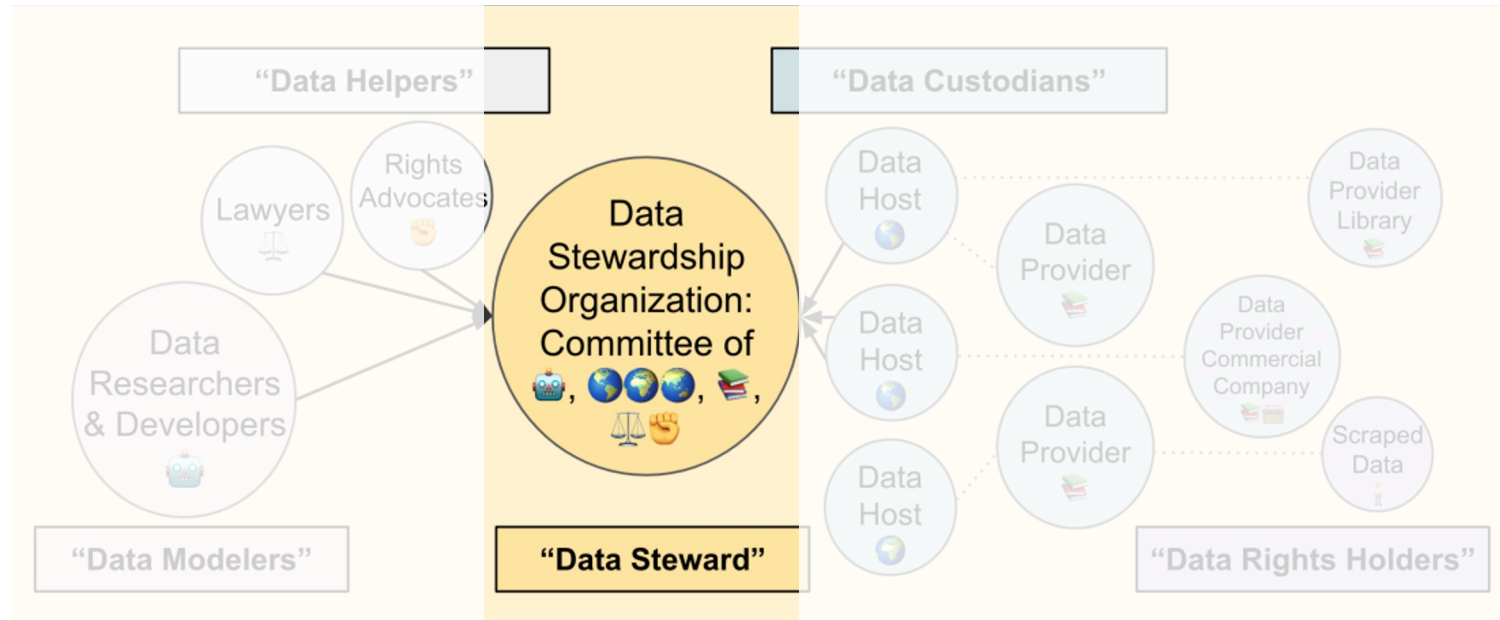 “Data Helpers”
“Data Custodians”
Lawyers
⚖️
Rights
Advocates
✊
Data
Researchers
& Developers
🤖
“Data Modelers”
Data
Stewardship
Organization:
Committee of
🤖, 🌎🌍🌏, 📚,
⚖️✊
“Data Steward”
Data
Host
🌎
Data
Host
🌎
Data
Host
🌍
Data
Provider
📚
Data
Provider
📚
Data
Provider
Library
📚
Data
Provider
Commercial
Company
📚
Scraped
Data
“Data Rights Holders”